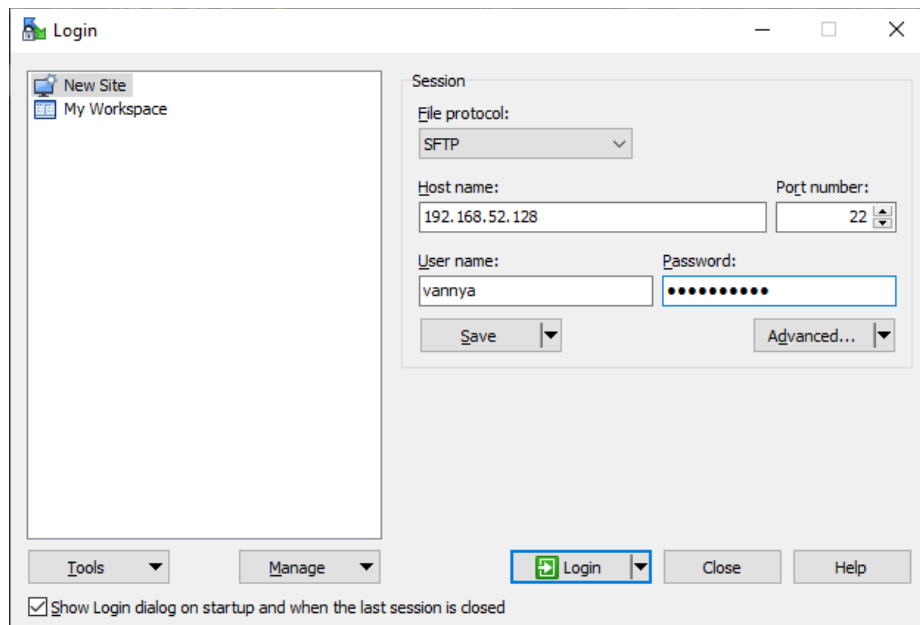 Login
New Site
My Workspace
Session
File protocol:
SFTP
Host name:
Port number:
192.168.52.128
22
User name:
Password:
vannya
●●●●●●●●●●
Save
Advanced...
Tools
Manage
Login
Close
Help
Show Login dialog on startup and when the last session is closed